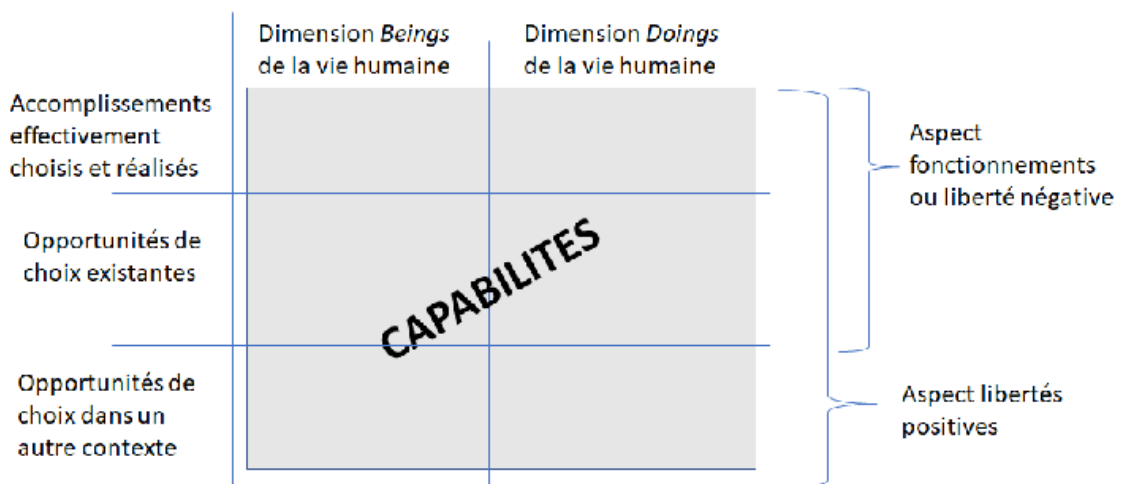 Dimension Beings
de la vie humaine
Dimension Doings
de la vie humaine
Accomplissements
effectivement
choisis et réalisés
Opportunités de
choix existantes
Opportunités de
choix dans un
autre contexte
CAPABILITES
Aspect
fonctionnements
ou liberté négative
Aspect libertés
positives